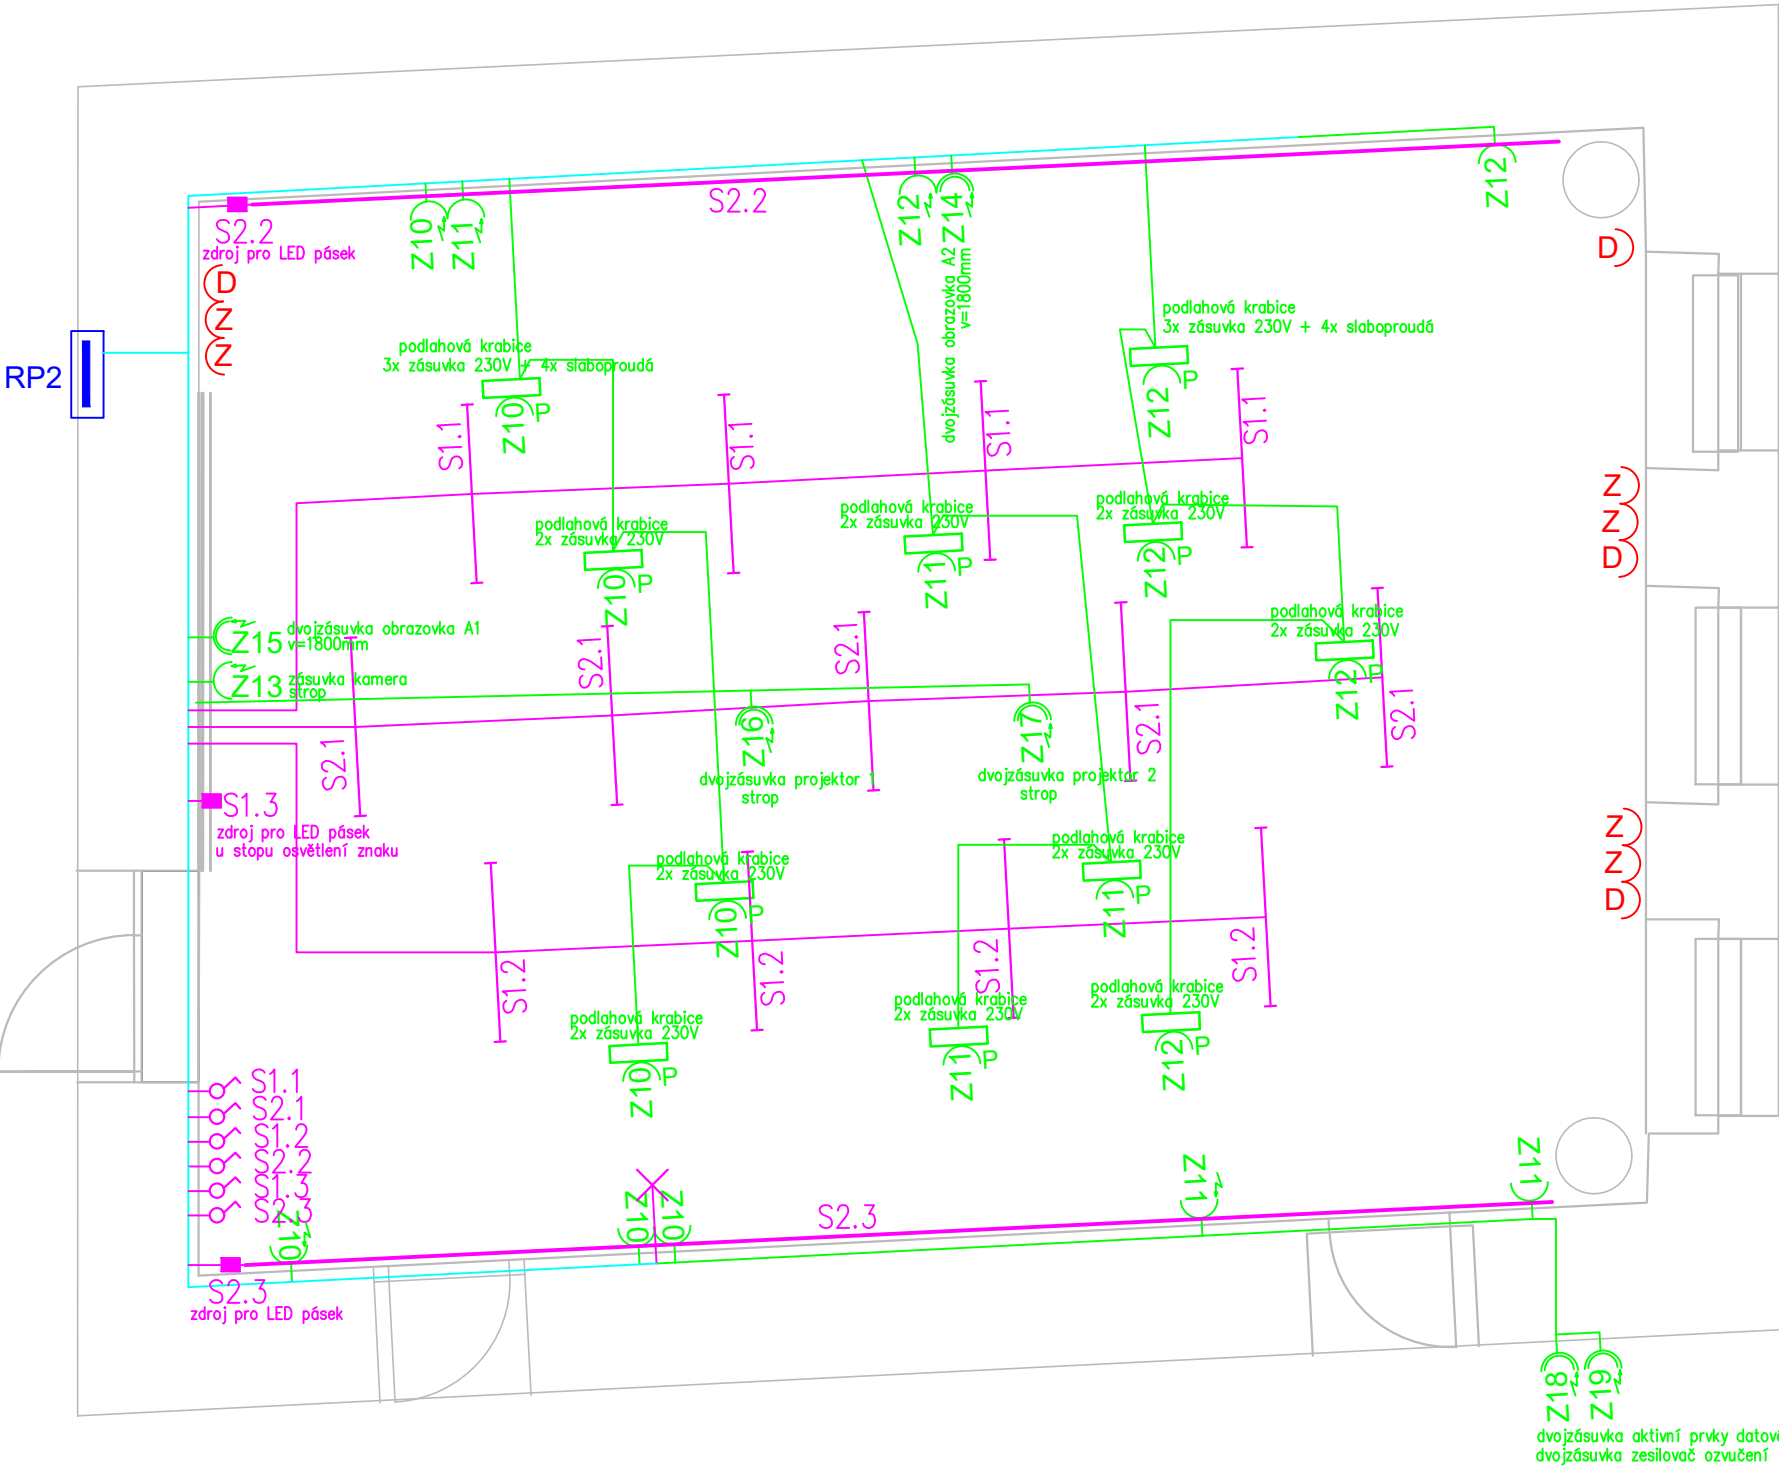 Z12
S2.2
S2.2
zdroj pro LED pásek
Z10
Z11
Z12
Z14
dvojzásuvka obrazovka A2
v=1800mm
D
Z
Z
D
RP2
podlahová krabice
3x zásuvka 230V + 4x slaboproudá
Z10
P
podlahová krabice
3x zásuvka 230V + 4x slaboproudá
Z12
P
S1.1
S1.1
S1.1
S1.1
podlahová krabice
2x zásuvka 230V
Z10
P
podlahová krabice
2x zásuvka 230V
Z11
P
podlahová krabice
2x zásuvka 230V
Z12
P
Z
Z
D
Z15
dvojzásuvka obrazovka A1
v=1800mm
Z13
zásuvka kamera
strop
podlahová krabice
2x zásuvka 230V
Z12
P
S2.1
S2.1
S2.1
S2.1
S2.1
Z16
dvojzásuvka projektor 1
strop
Z17
dvojzásuvka projektor 2
strop
S1.3
zdroj pro LED pásek
u stopu osvětlení znaku
podlahová krabice
2x zásuvka 230V
Z10
P
podlahová krabice
2x zásuvka 230V
Z11
P
Z
Z
D
S1.2
S1.2
S1.2
S1.2
podlahová krabice
2x zásuvka 230V
Z10
P
podlahová krabice
2x zásuvka 230V
Z11
P
podlahová krabice
2x zásuvka 230V
Z12
P
S1.1
S2.1
S1.2
S2.2
S1.3
S2.3
Z10
Z10
Z10
S2.3
Z11
Z11
S2.3
zdroj pro LED pásek
Z18
Z19
dvojzásuvka aktivní prvky datov
dvojzásuvka zesilovač ozvučení